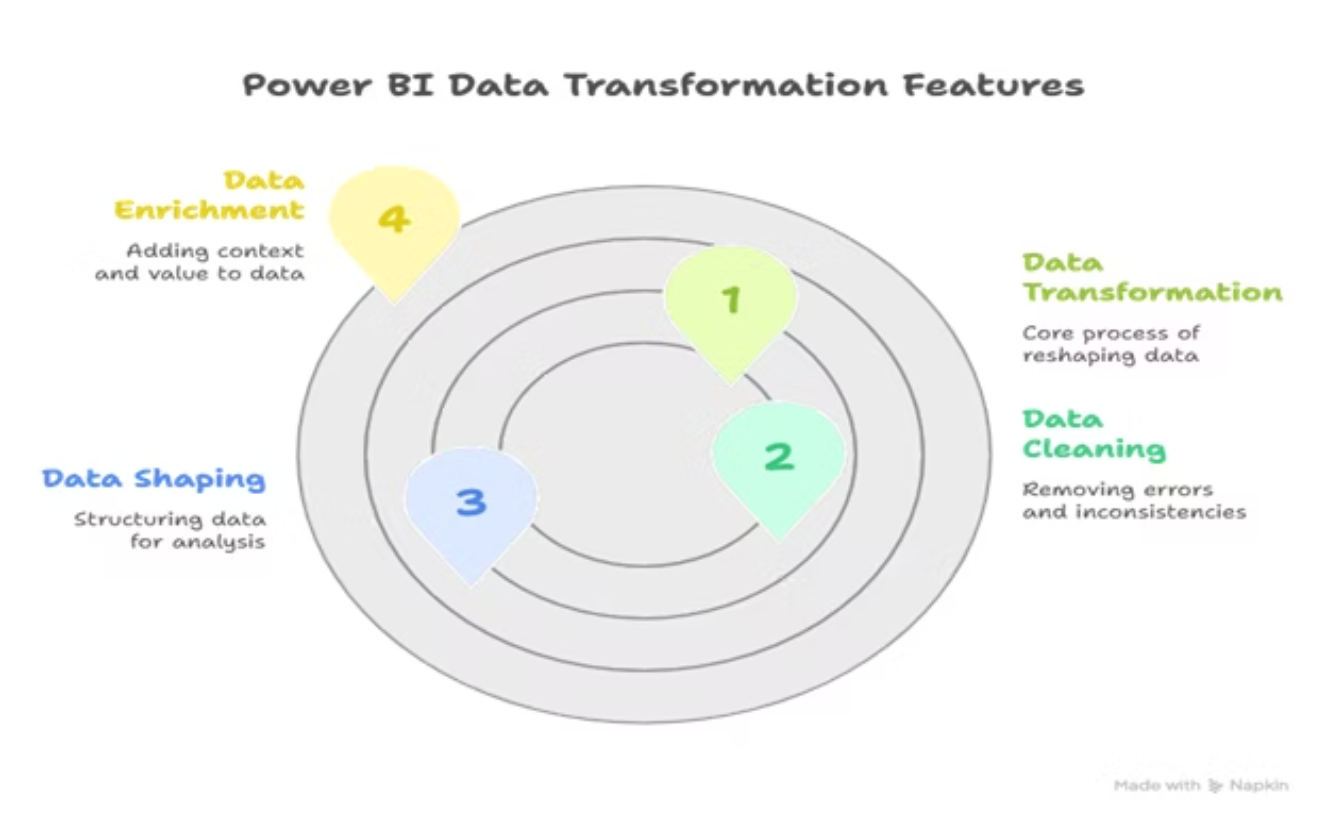 Power BI Data Transformation Features
4
Data
Enrichment
Adding context
and value to data
1
Data
Transformation
Core process of
reshaping data
2
Data
Cleaning
Removing errors
and inconsistencies
3
Data Shaping
Structuring data
for analysis
Made with Napkin